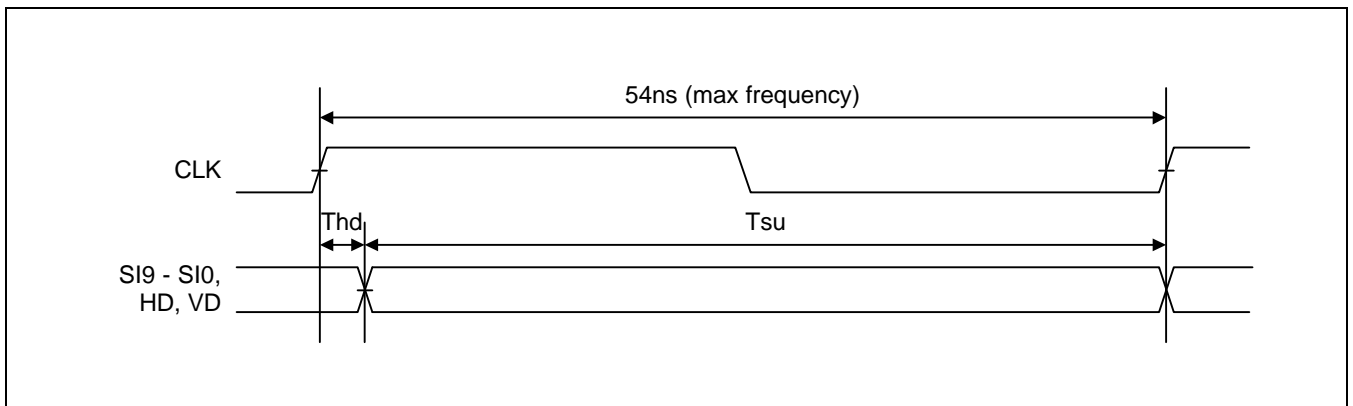 54ns (max frequency)
CLK
Thd
Tsu
SI9 - SI0,
HD, VD